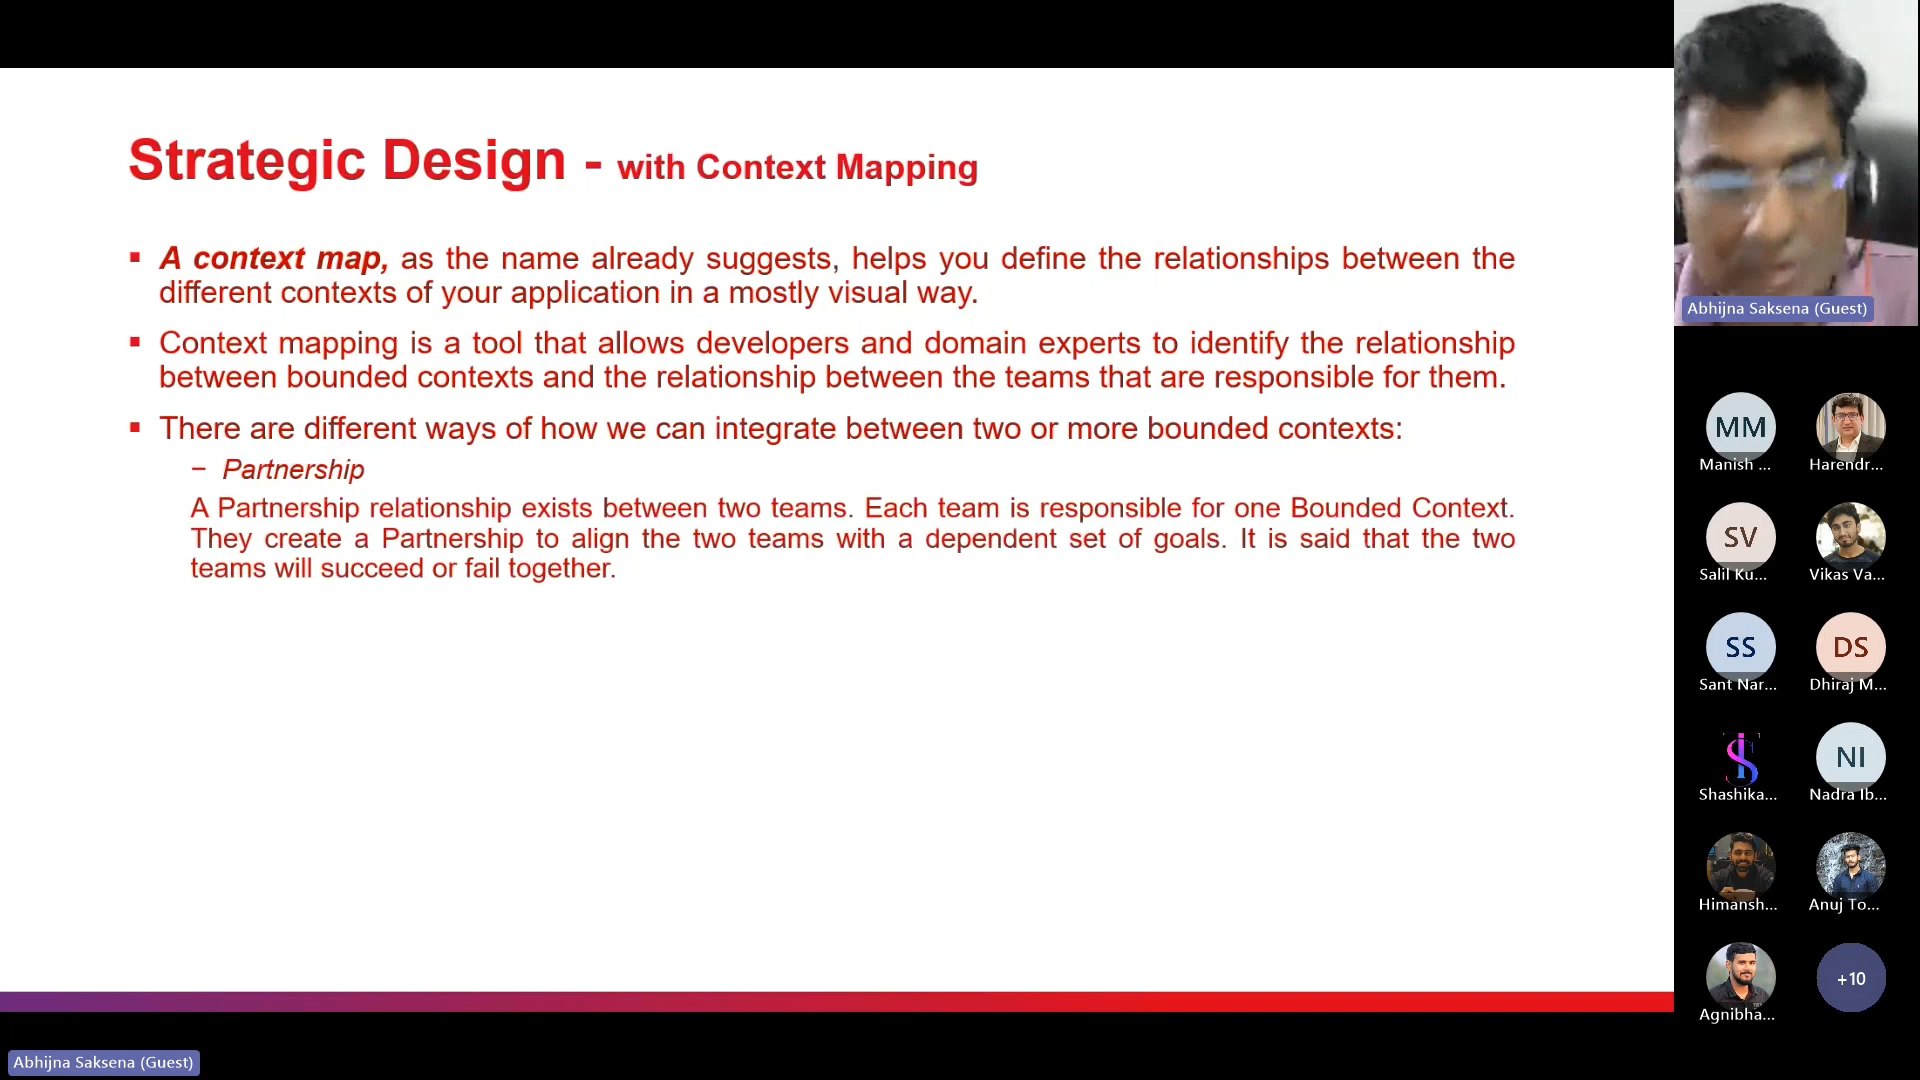 Strategic Design - with Context Mapping
▪ A context map, as the name already suggests, helps you define the relationships between the
different contexts of your application in a mostly visual way.
▪ Context mapping is a tool that allows developers and domain experts to identify the relationship
between bounded contexts and the relationship between the teams that are responsible for them.
▪ There are different ways of how we can integrate between two or more bounded contexts:
− Partnership
A Partnership relationship exists between two teams. Each team is responsible for one Bounded Context.
They create a Partnership to align the two teams with a dependent set of goals. It is said that the two
teams will succeed or fail together.
Abhijna Saksena (Guest)
MM
Manish ...
Harendr...
SV
Salil Ku...
Vikas Va...
SS
Sant Nar...
DS
Dhiraj M...
Shashika...
NI
Nadra Ib...
Himansh...
Anuj To...
Agnibha...
+10
Abhijna Saksena (Guest)